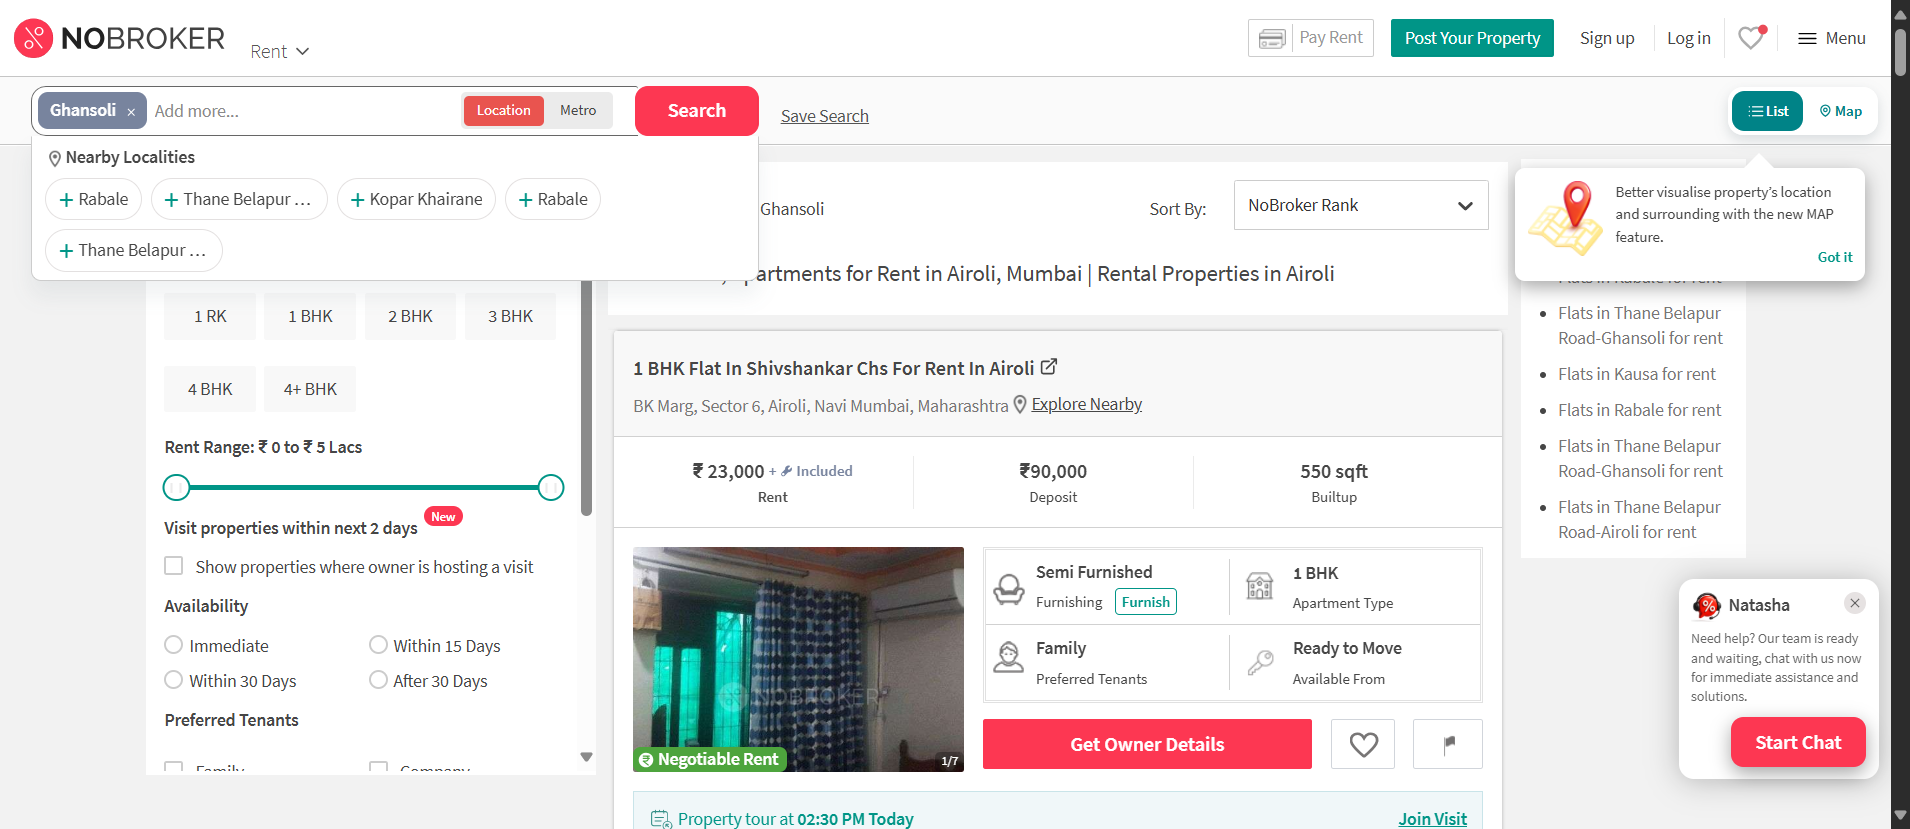 NOBROKER
Rent
Pay Rent
Post Your Property
Sign up
Log in
Menu
Ghansoli ×
Add more...
Location
Metro
Search
Save Search
List
Map
Nearby Localities
+ Rabale
+ Thane Belapur ...
+ Kopar Khairane
+ Rabale
+ Thane Belapur ...
Ghansoli
Sort By:
NoBroker Rank
partments for Rent in Airoli, Mumbai | Rental Properties in Airoli
Better visualise property's location
and surrounding with the new MAP
feature.
Got it
1 RK
1 BHK
2 BHK
3 BHK
4 BHK
4+ BHK
Rent Range: ₹ 0 to ₹ 5 Lacs
Visit properties within next 2 days
New
Show properties where owner is hosting a visit
Availability
Immediate
Within 15 Days
Within 30 Days
After 30 Days
Preferred Tenants
Family
Company
1 BHK Flat In Shivshankar Chs For Rent In Airoli
BK Marg, Sector 6, Airoli, Navi Mumbai, Maharashtra
Explore Nearby
₹ 23,000 + Included
Rent
₹90,000
Deposit
550 sqft
Builtup
NOBROKER
Negotiable Rent
1/7
Semi Furnished
Furnishing
Furnish
1 BHK
Apartment Type
Family
Preferred Tenants
Ready to Move
Available From
Get Owner Details
Property tour at 02:30 PM Today
Join Visit
Flats in Rabale for rent
Flats in Thane Belapur
Road-Ghansoli for rent
Flats in Kausa for rent
Flats in Rabale for rent
Flats in Thane Belapur
Road-Ghansoli for rent
Flats in Thane Belapur
Road-Airoli for rent
Natasha
Need help? Our team is ready
and waiting, chat with us now
for immediate assistance and
solutions.
Start Chat